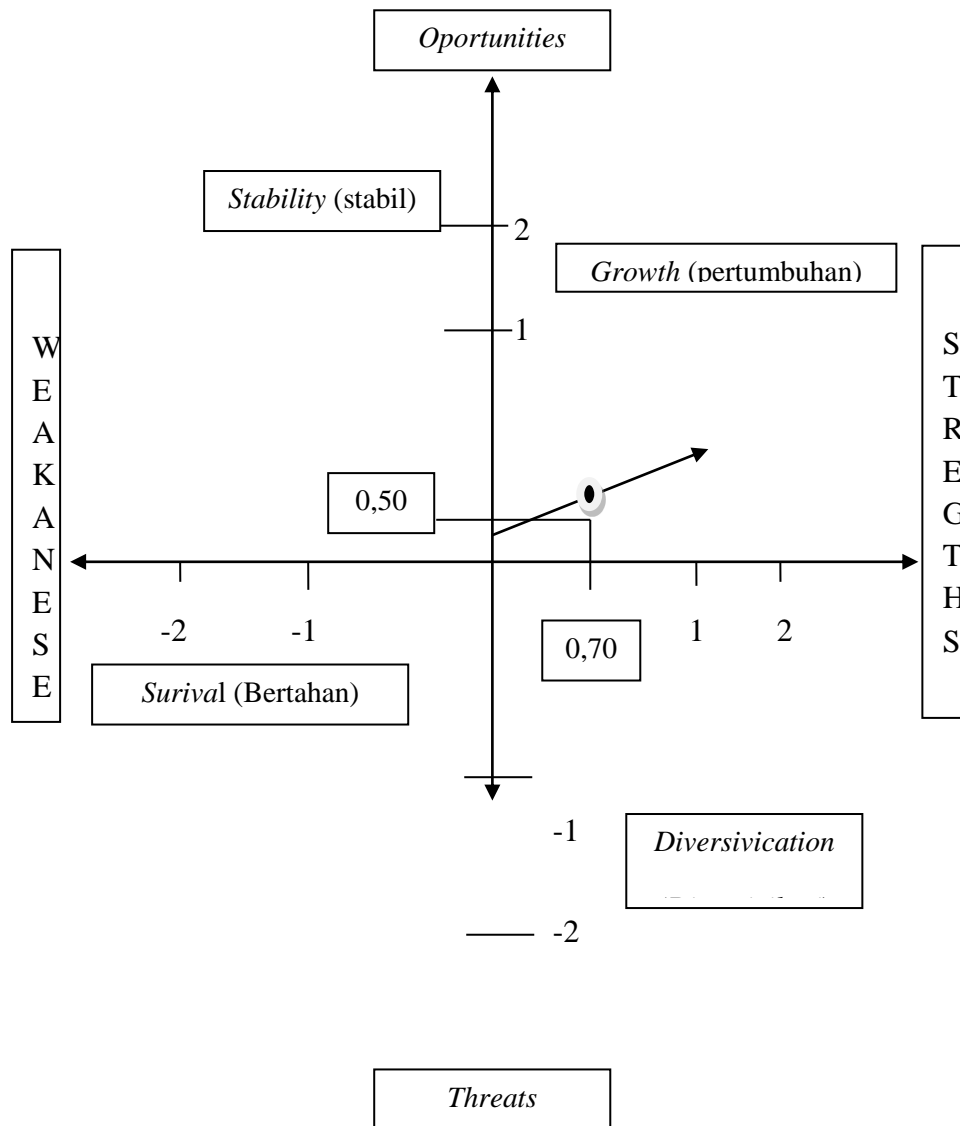 Oportunities
Stability (stabil)
2
Growth (pertumbuhan)
1
W
E
A
K
A
N
E
S
E
S
T
R
E
G
T
H
S
0,50
-2
-1
0,70
1
2
Surival (Bertahan)
-1
Diversivication
-2
Threats